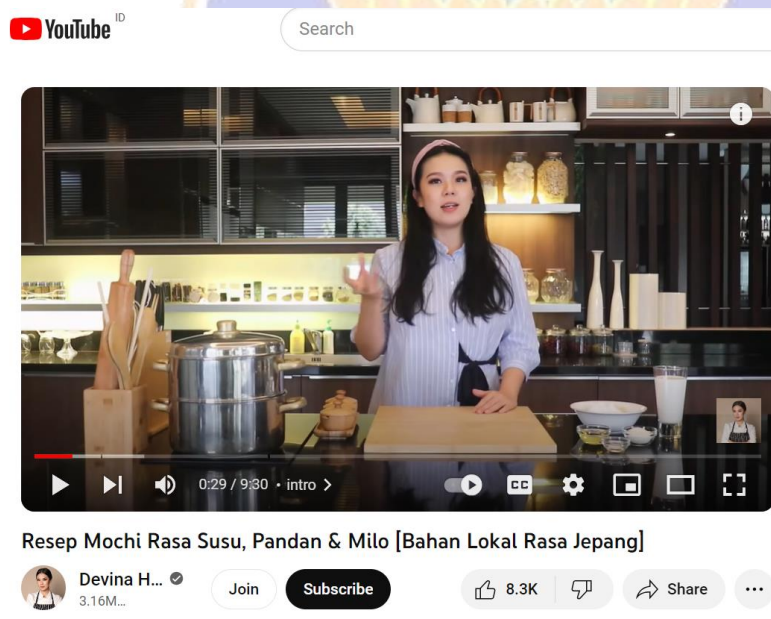 YouTube ID
Search
0:29 / 9:30 • intro >
CC
Resep Mochi Rasa Susu, Pandan & Milo [Bahan Lokal Rasa Jepang]
Devina H...
3.16M...
Join
Subscribe
8.3K
Share